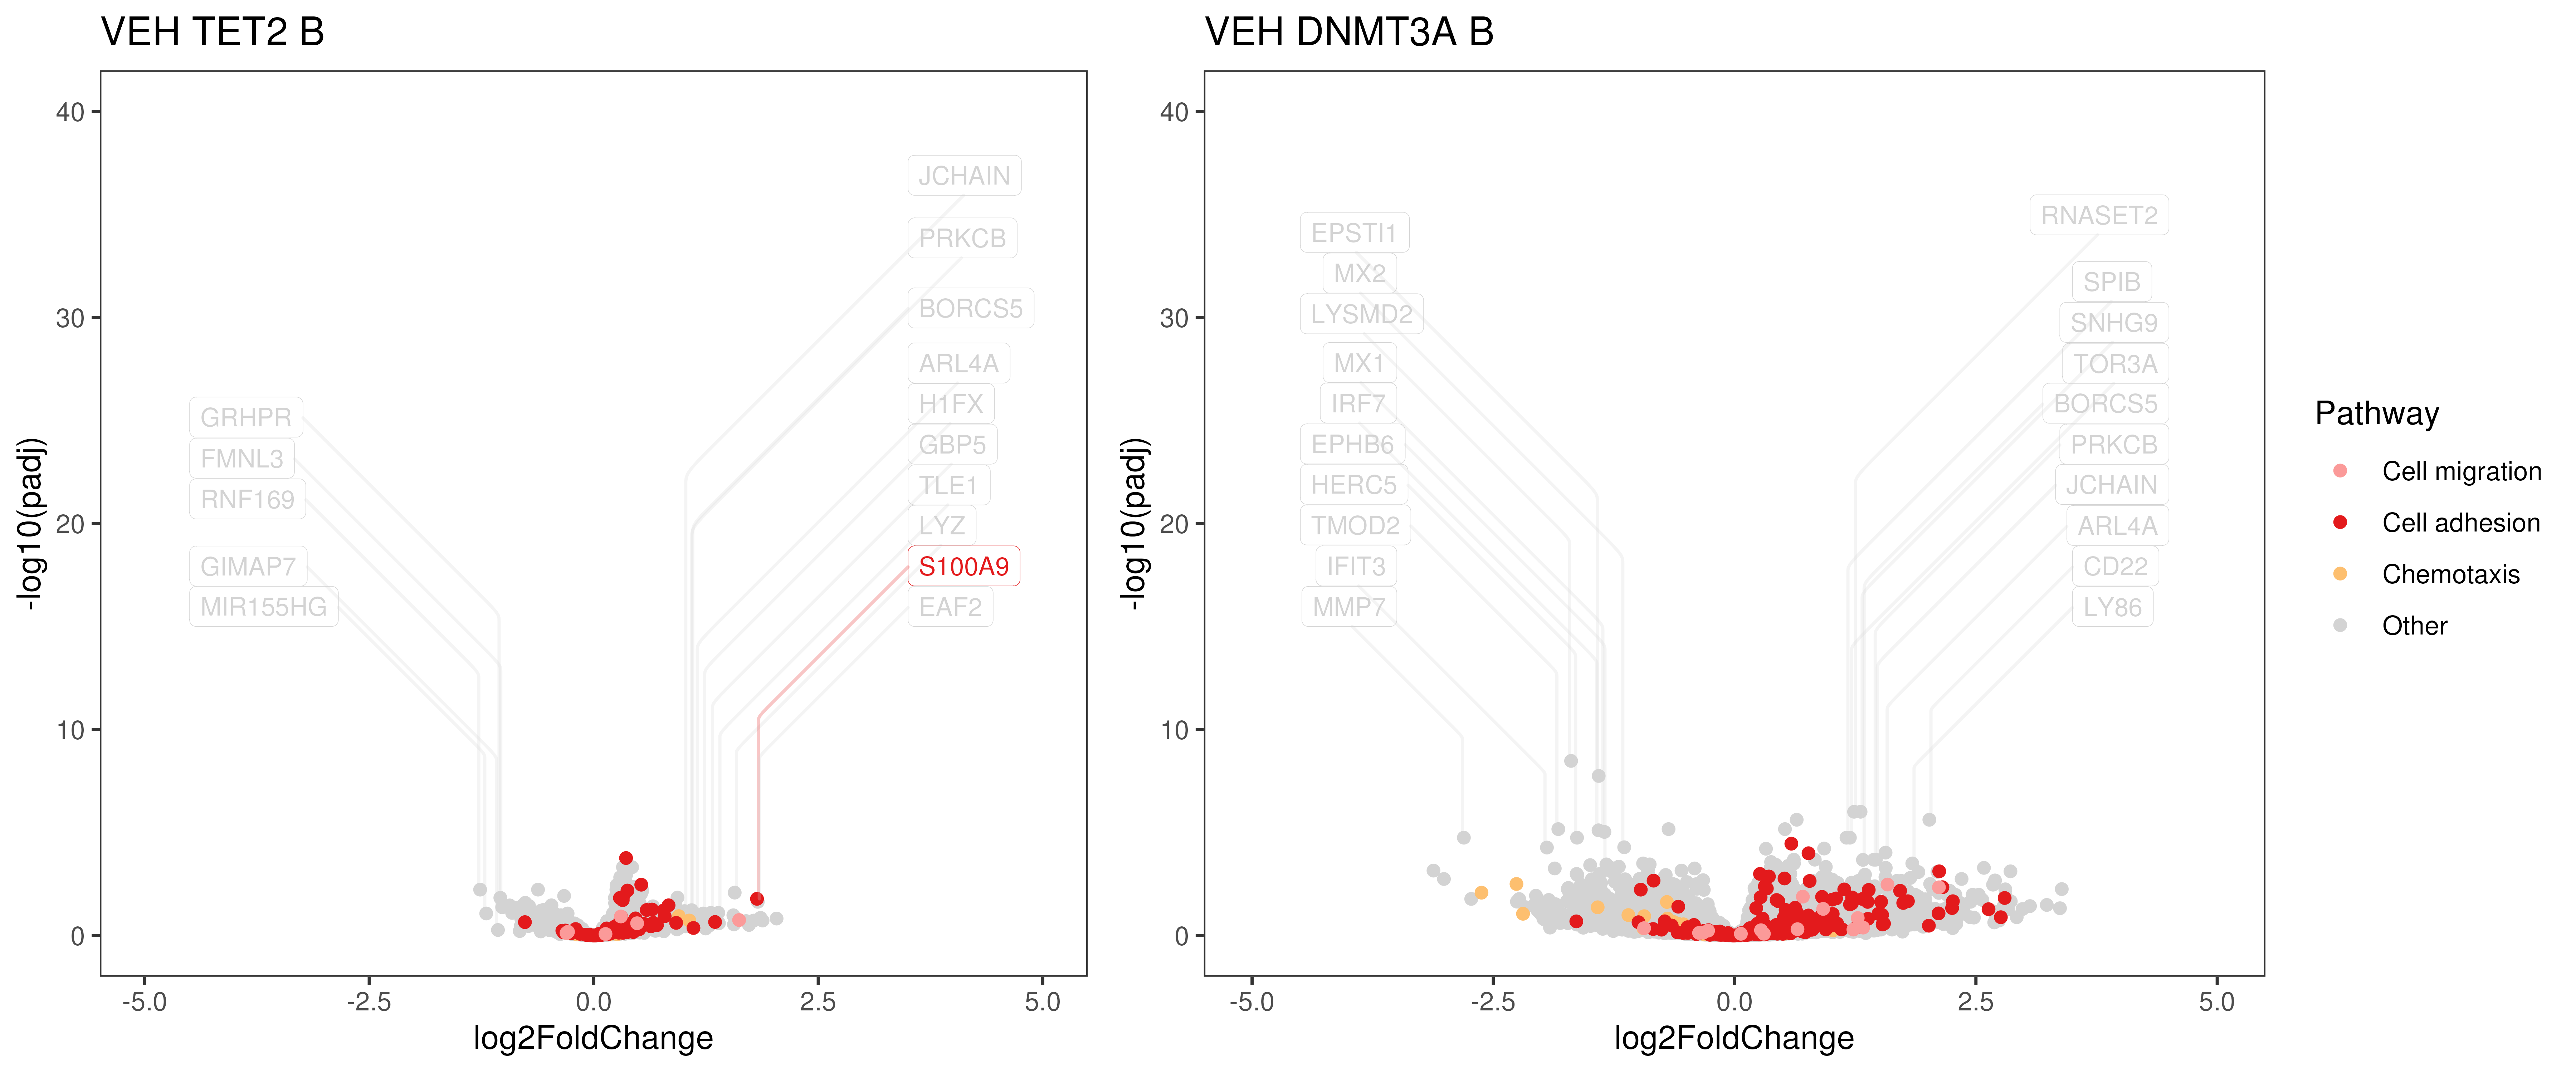 VEH TET2 B
-log10(padj)
40
30
20
10
0
JCHAIN
PRKCB
BORCS5
ARL4A
H1FX
GBP5
TLE1
LYZ
S100A9
EAF2
GRHPR
FMNL3
RNF169
GIMAP7
MIR155HG
-5.0
-2.5
0.0
2.5
5.0
log2FoldChange
VEH DNMT3A B
-log10(padj)
40
30
20
10
0
EPSTI1
MX2
LYSMD2
MX1
IRF7
EPHB6
HERC5
TMOD2
IFIT3
MMP7
RNASET2
SPIB
SNHG9
TOR3A
BORCS5
PRKCB
JCHAIN
ARL4A
CD22
LY86
-5.0
-2.5
0.0
2.5
5.0
log2FoldChange
Pathway
Cell migration
Cell adhesion
Chemotaxis
Other